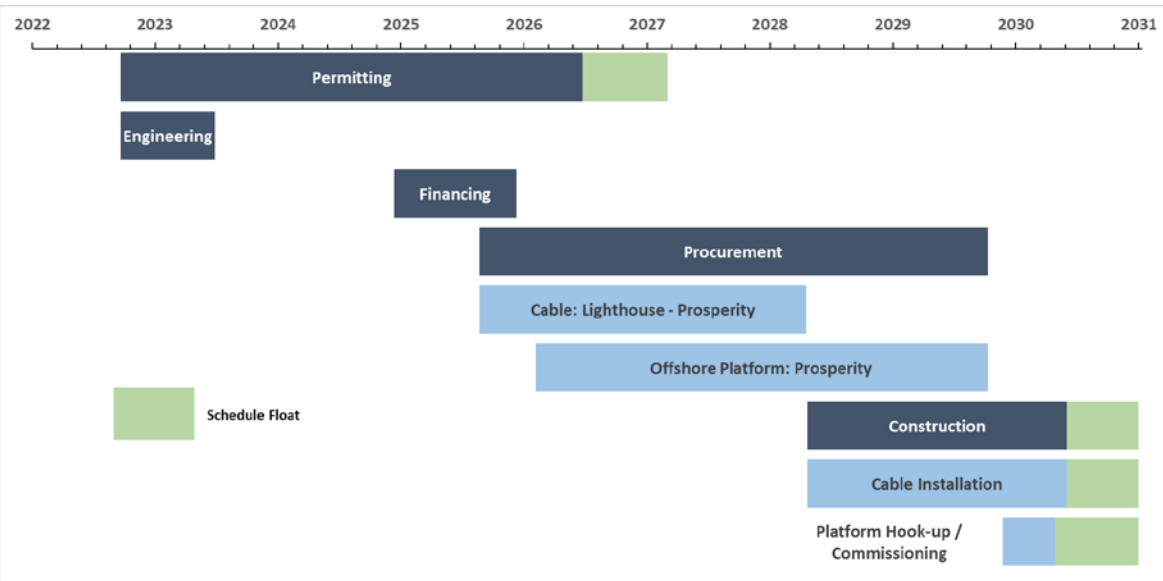 2022 2023 2024 2025 2026 2027 2028 2029 2030 2031
Permitting
Engineering
Financing
Procurement
Cable: Lighthouse - Prosperity
Offshore Platform: Prosperity
Schedule Float
Construction
Cable Installation
Platform Hook-up /
Commissioning